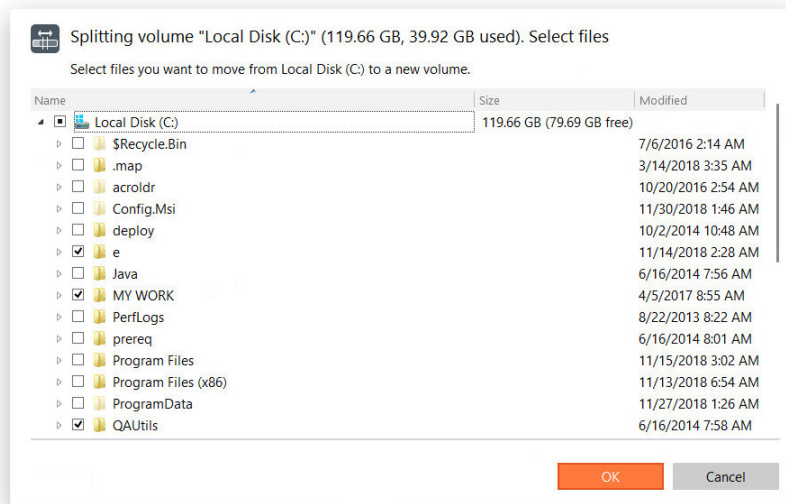 Splitting volume "Local Disk (C:)" (119.66 GB, 39.92 GB used). Select files
Select files you want to move from Local Disk (C:) to a new volume.
Name Size Modified
Local Disk (C:) 119.66 GB (79.69 GB free)
$Recycle.Bin 7/6/2016 2:14 AM
.map 3/14/2018 3:35 AM
acroldr 10/20/2016 2:54 AM
Config.Msi 11/30/2018 1:46 AM
deploy 10/2/2014 10:48 AM
e 11/14/2018 2:28 AM
Java 6/16/2014 7:56 AM
MY WORK 4/5/2017 8:55 AM
PerfLogs 8/22/2013 8:22 AM
prereq 6/16/2014 8:01 AM
Program Files 11/15/2018 3:02 AM
Program Files (x86) 11/13/2018 6:54 AM
ProgramData 11/27/2018 1:26 AM
QAUtils 6/16/2014 7:58 AM
OK Cancel